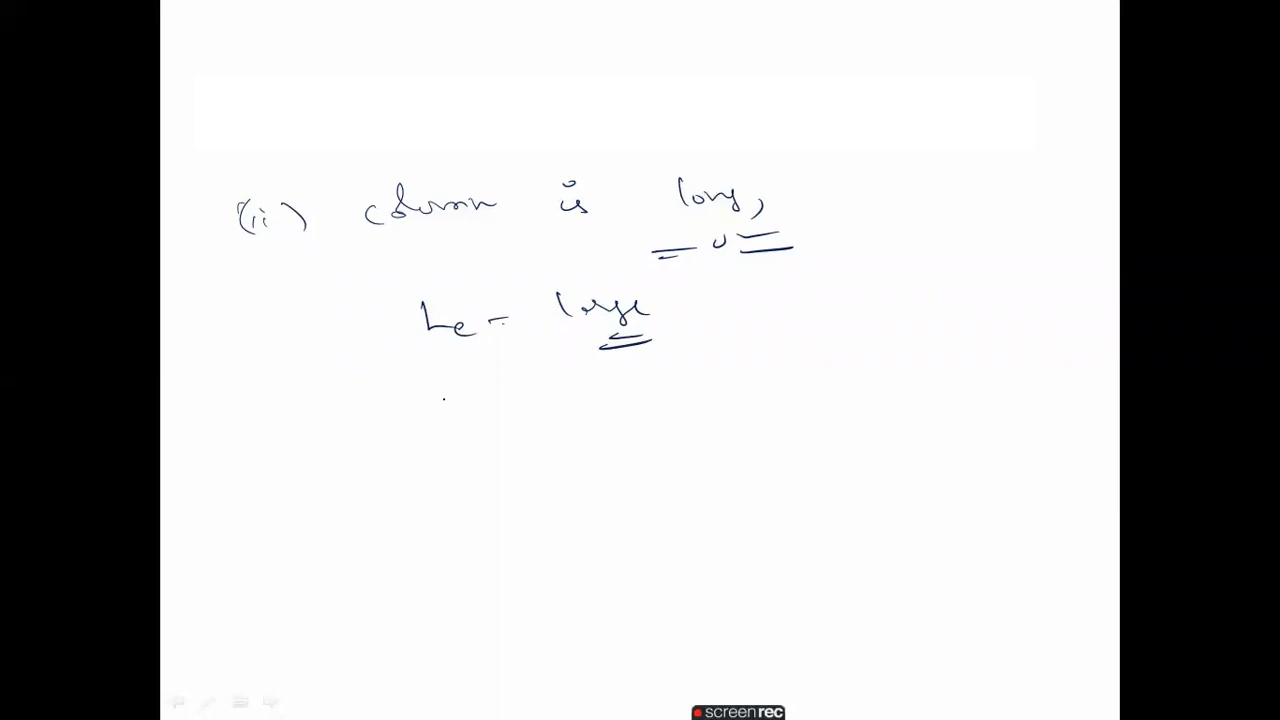 (ii) column is long,
Le = large
screenrec